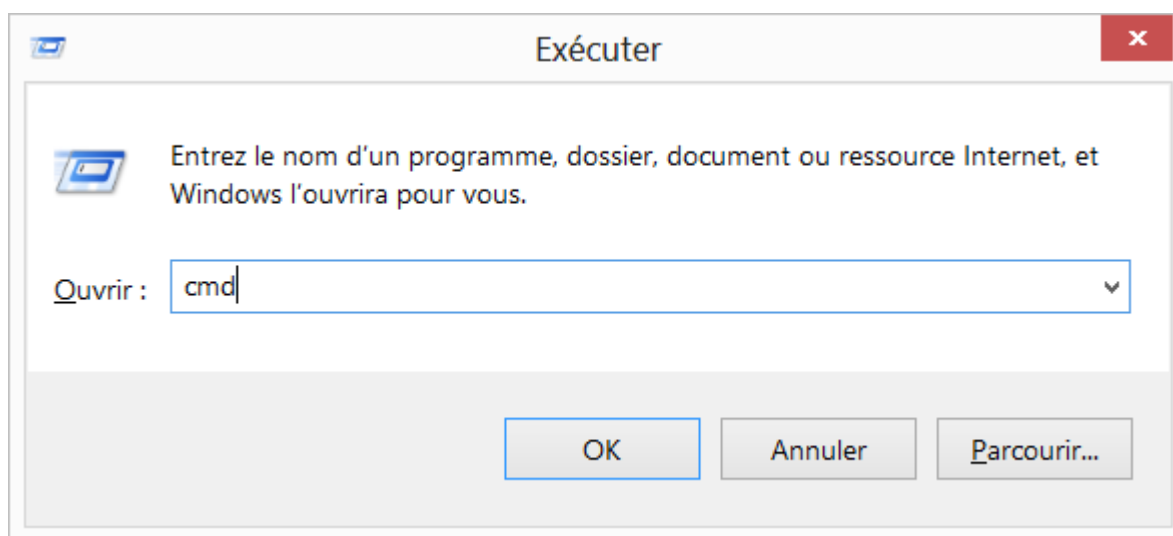 Exécuter
Entrez le nom d'un programme, dossier, document ou ressource Internet, et
Windows l'ouvrira pour vous.
Ouvrir : cmd
OK Annuler Parcourir...